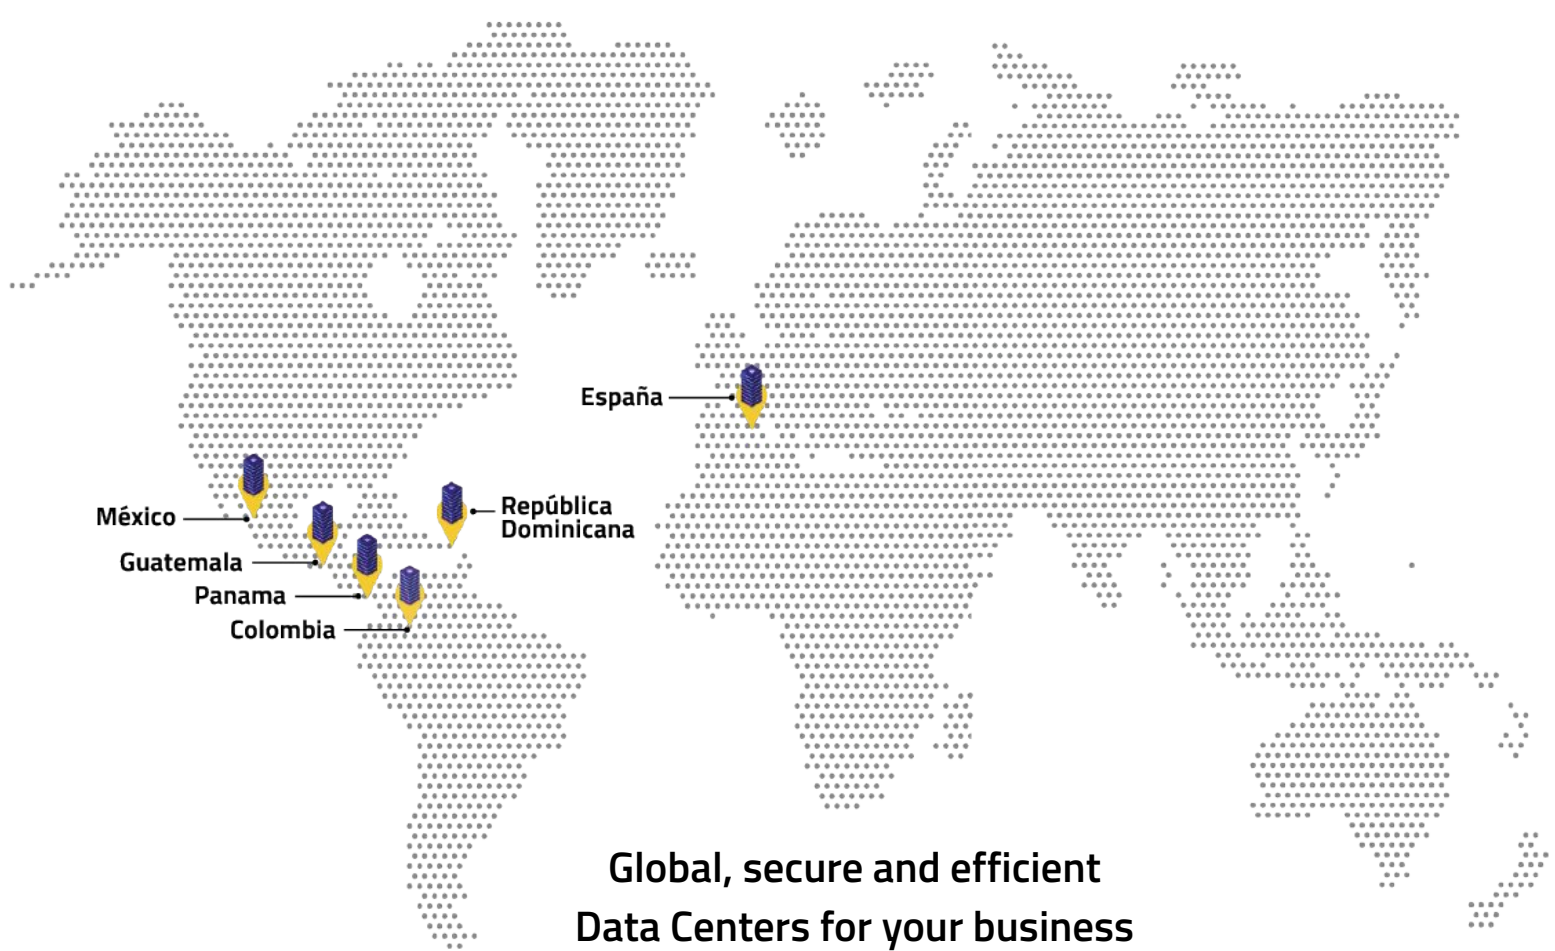 España
República
Dominicana
México
Guatemala
Panama
Colombia
Global, secure and efficient
Data Centers for your business